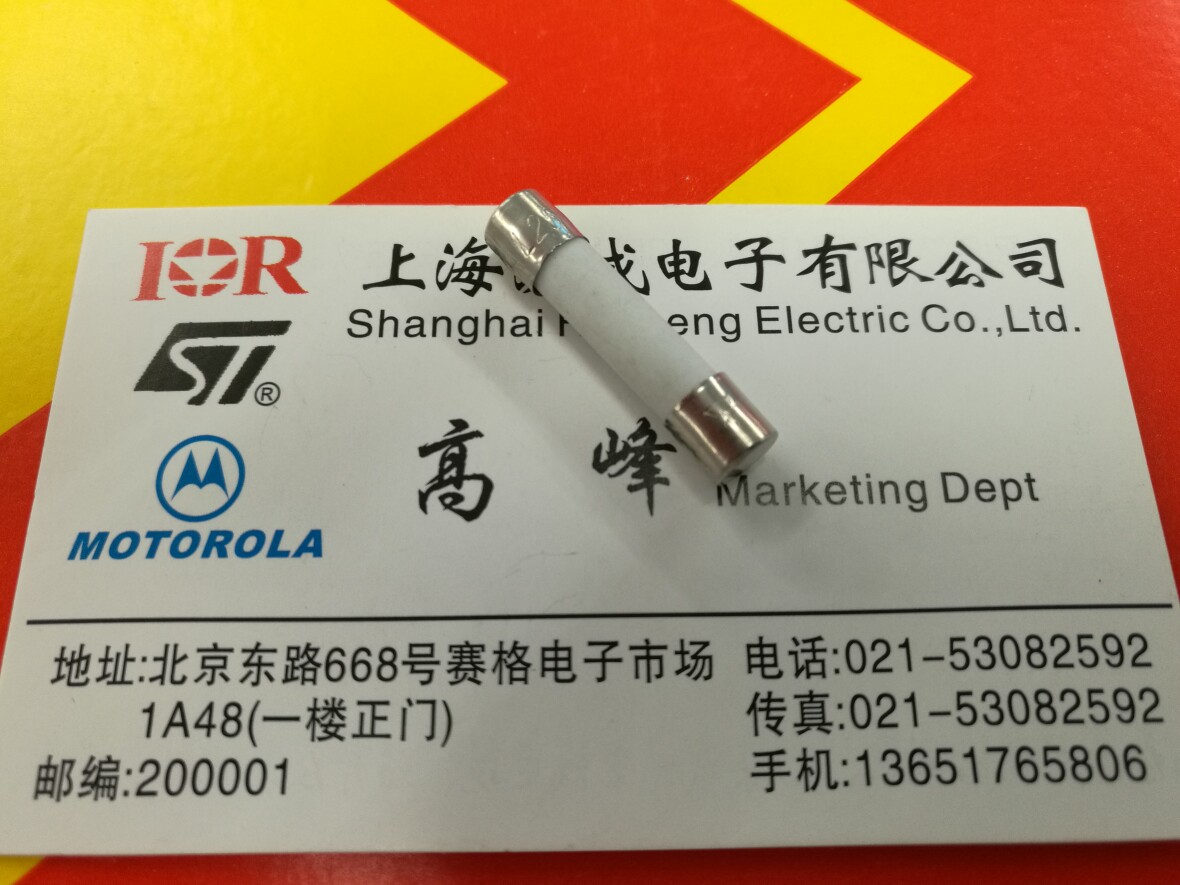 IOR
上海 电子有限公司
Shanghai Electric Co.,Ltd.
ST®
高 峰
Marketing Dept
MOTOROLA
地址:北京东路668号赛格电子市场
1A48(一楼正门)
邮编:200001
电话:021-53082592
传真:021-53082592
手机:13651765806